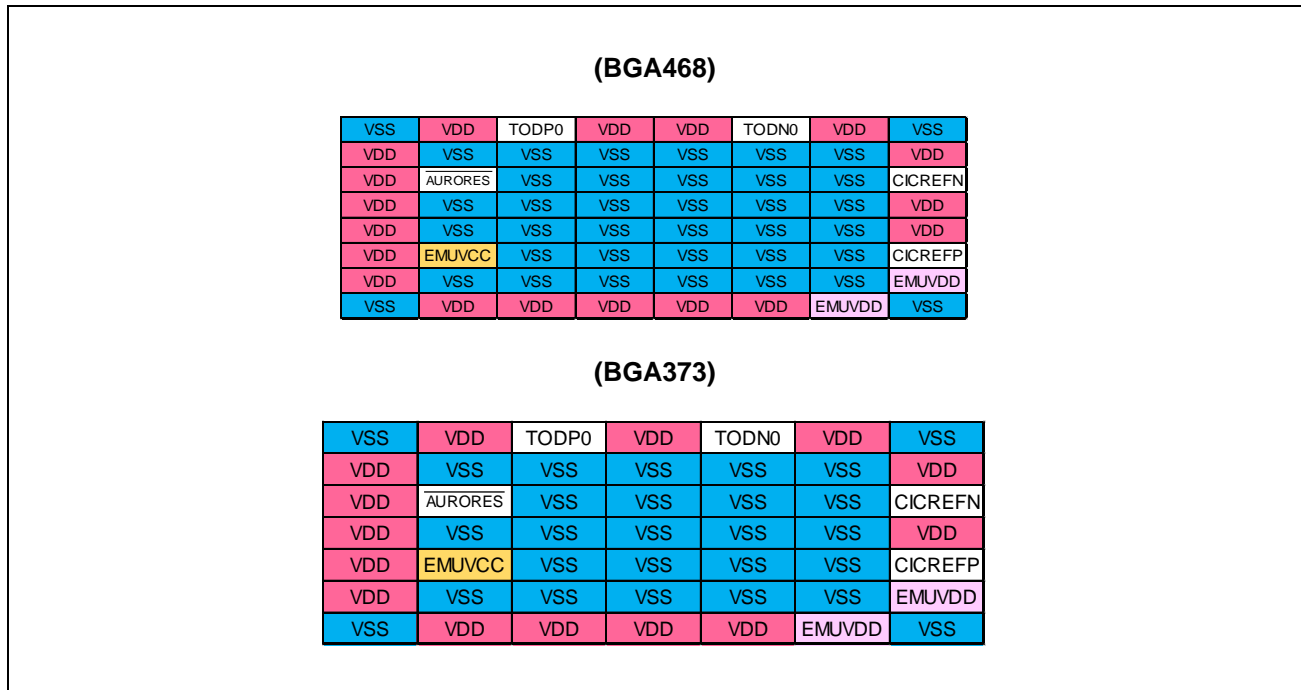 (BGA468)
VSS VDD TODP0 VDD VDD TODN0 VDD VSS
VDD VSS VSS VSS VSS VSS VSS VDD
VDD AURORES VSS VSS VSS VSS VSS CICREFN
VDD VSS VSS VSS VSS VSS VSS VDD
VDD VSS VSS VSS VSS VSS VSS VDD
VDD EMUVCC VSS VSS VSS VSS VSS CICREFP
VDD VSS VSS VSS VSS VSS VSS EMUVDD
VSS VDD VDD VDD VDD VDD EMUVDD VSS
(BGA373)
VSS VDD TODP0 VDD TODN0 VDD VSS
VDD VSS VSS VSS VSS VSS VDD
VDD AURORES VSS VSS VSS VSS CICREFN
VDD VSS VSS VSS VSS VSS VDD
VDD EMUVCC VSS VSS VSS VSS CICREFP
VDD VSS VSS VSS VSS VSS EMUVDD
VSS VDD VDD VDD VDD EMUVDD VSS